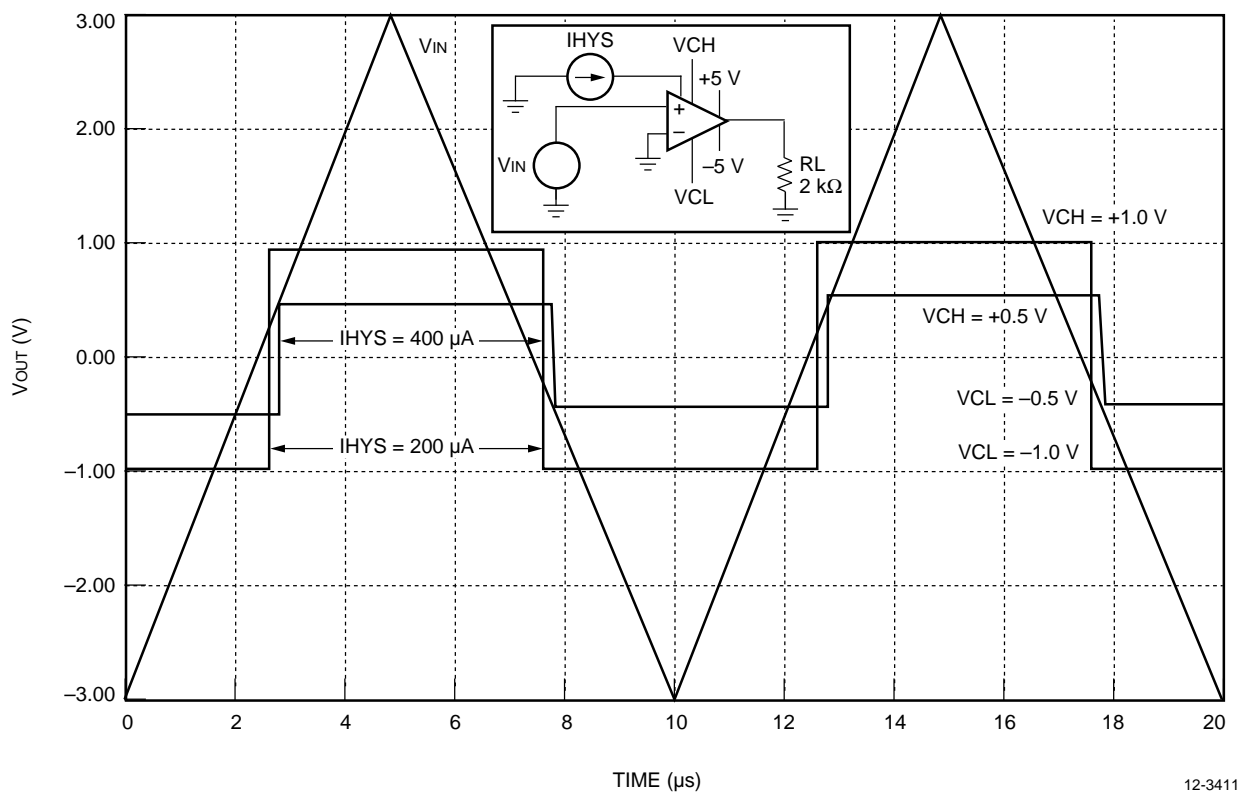 3.00
2.00
1.00
0.00
–1.00
–2.00
–3.00
VOUT (V)
VIN
IHYS
VCH
+5 V
+
–
VIN
–5 V
VCL
RL
2 kΩ
VCH = +1.0 V
VCH = +0.5 V
IHYS = 400 µA
VCL = –0.5 V
IHYS = 200 µA
VCL = –1.0 V
0 2 4 6 8 10 12 14 16 18 20
TIME (µs)
12-3411